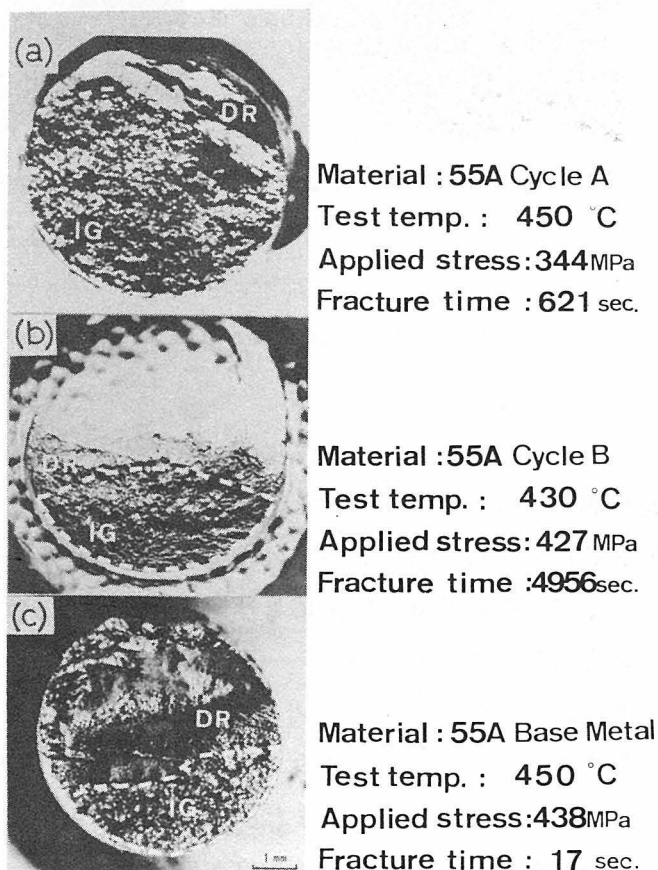 (a)
DR
IG
Material : 55A Cycle A
Test temp. : 450 °C
Applied stress: 344 MPa
Fracture time : 621 sec.
(b)
DR
IG
Material : 55A Cycle B
Test temp. : 430 °C
Applied stress: 427 MPa
Fracture time : 4956 sec.
(c)
DR
IG
1 mm
Material : 55A Base Metal
Test temp. : 450 °C
Applied stress: 438 MPa
Fracture time : 17 sec.